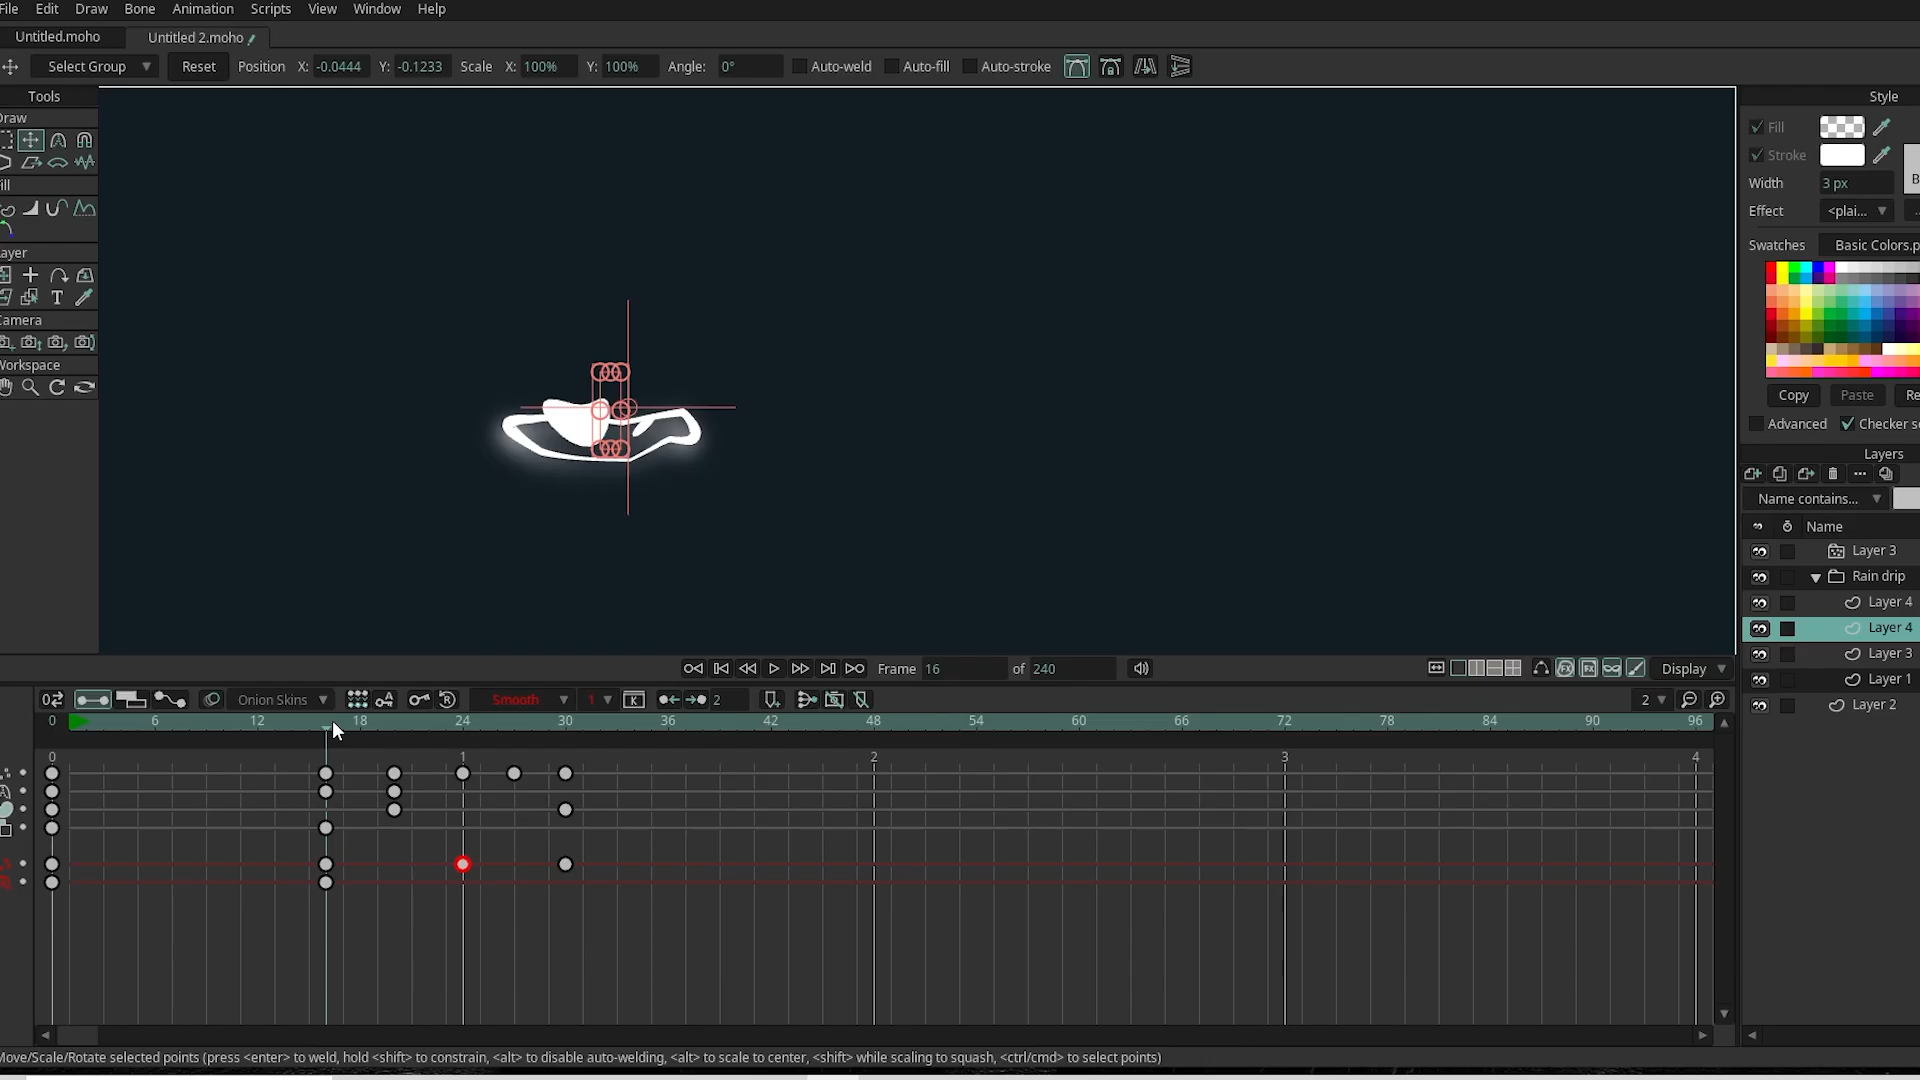 File Edit Draw Bone Animation Scripts View Window Help
Untitled.moho Untitled 2.moho
Select Group Reset Position X: -0.0444 Y: -0.1233 Scale X: 100% Y: 100% Angle: 0° Auto-weld Auto-fill Auto-stroke
Tools
Draw
Fill
Layer
T
Camera
Workspace
Style
Fill
Stroke
Width 3 px
Effect <plai...
Swatches Basic Colors.p
Copy Paste Re
Advanced Checker se
Layers
Name contains...
Name
Layer 3
Rain drip
Layer 4
Layer 4
Layer 3
Layer 1
Layer 2
Frame 16 of 240 Display
Onion Skins Smooth 1 2 2
0 6 12 18 24 30 36 42 48 54 60 66 72 78 84 90 96
0 1 2 3 4
Move/Scale/Rotate selected points (press <enter> to weld, hold <shift> to constrain, <alt> to disable auto-welding, <alt> to scale to center, <shift> while scaling to squash, <ctrl/cmd> to select points)